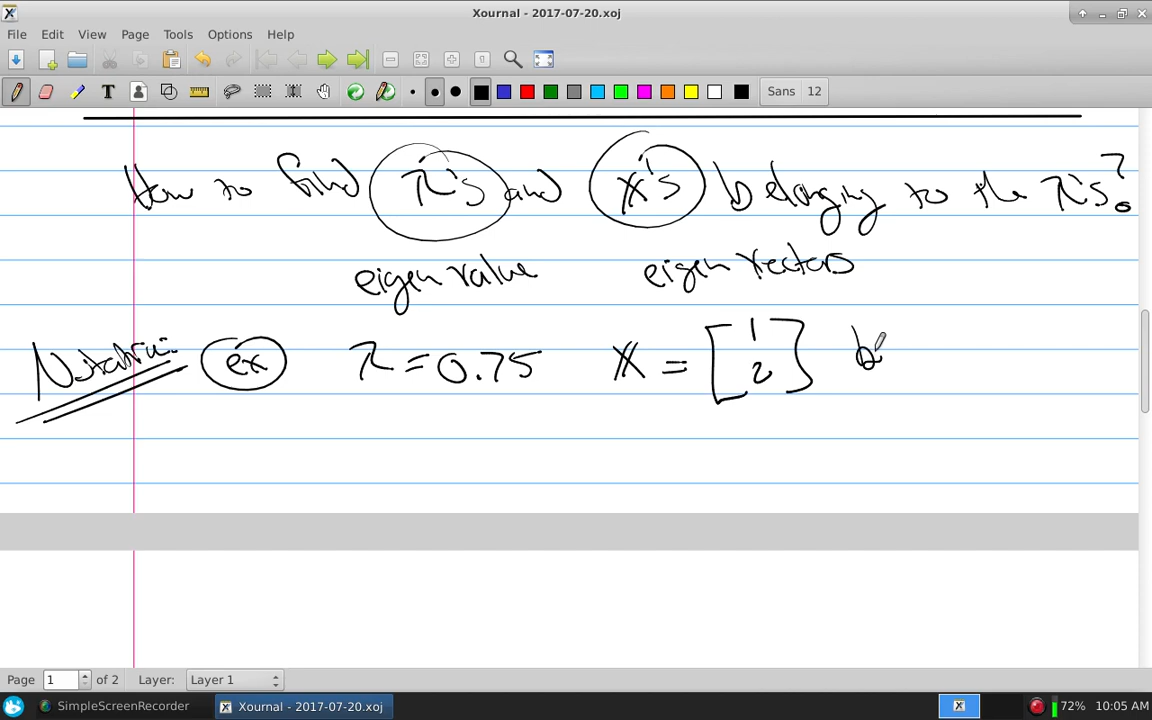 Xournal - 2017-07-20.xoj
File Edit View Page Tools Options Help
Sans 12
How to find λ's and x's belonging to the λ's?
eigen value eigen vectors
Notation ex λ = 0.75 X = [1 2] be
Page 1 of 2 Layer: Layer 1
SimpleScreenRecorder Xournal - 2017-07-20.xoj 72% 10:05 AM